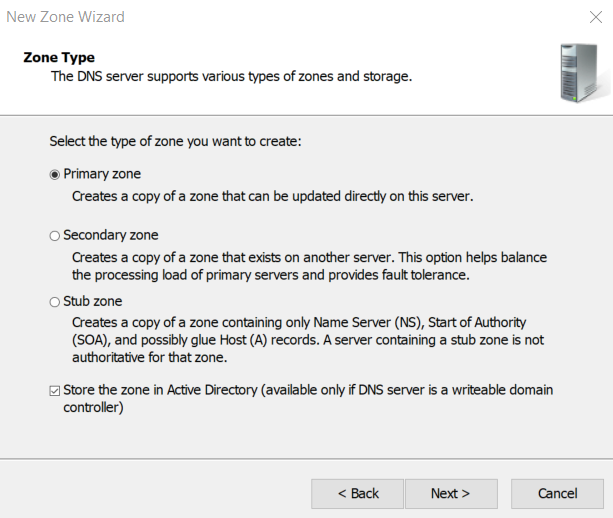 New Zone Wizard
Zone Type
The DNS server supports various types of zones and storage.
Select the type of zone you want to create:
Primary zone
Creates a copy of a zone that can be updated directly on this server.
Secondary zone
Creates a copy of a zone that exists on another server. This option helps balance
the processing load of primary servers and provides fault tolerance.
Stub zone
Creates a copy of a zone containing only Name Server (NS), Start of Authority
(SOA), and possibly glue Host (A) records. A server containing a stub zone is not
authoritative for that zone.
Store the zone in Active Directory (available only if DNS server is a writeable domain
controller)
< Back
Next >
Cancel